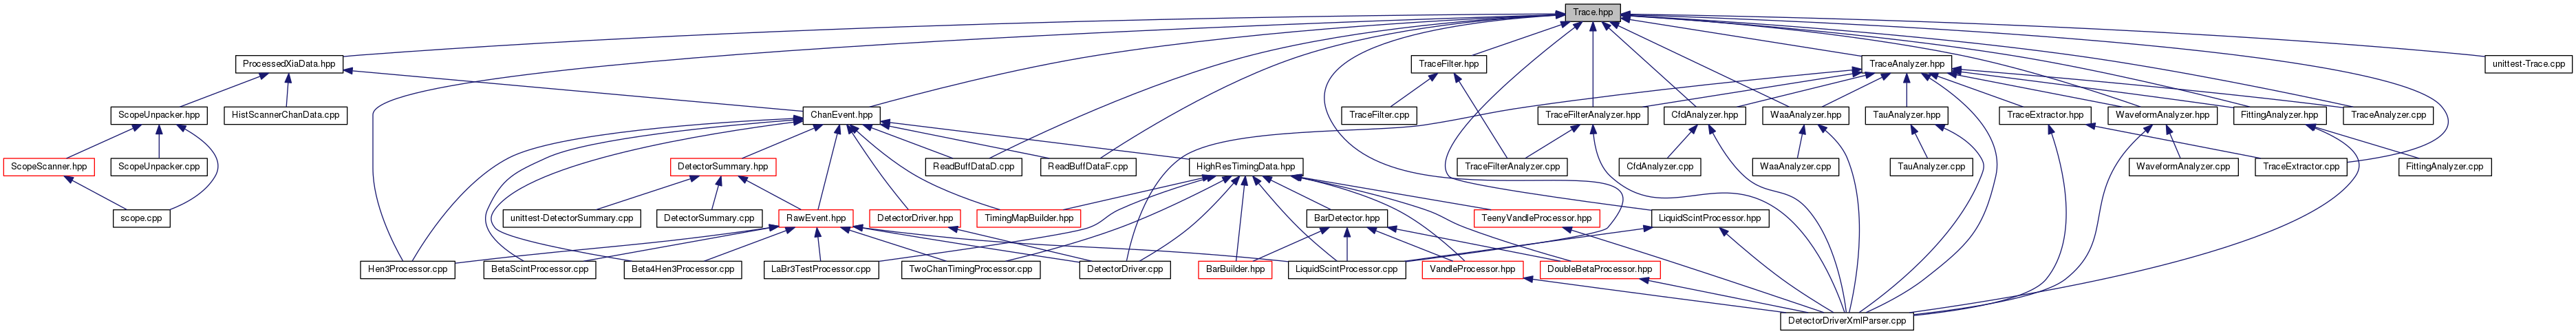 Trace.hpp
ProcessedXiaData.hpp
TraceFilter.hpp
TraceAnalyzer.hpp
unittest-Trace.cpp
ScopeUnpacker.hpp
HistScannerChanData.cpp
ChanEvent.hpp
TraceFilter.cpp
TraceFilterAnalyzer.hpp
CfdAnalyzer.hpp
WaaAnalyzer.hpp
TauAnalyzer.hpp
TraceExtractor.hpp
WaveformAnalyzer.hpp
FittingAnalyzer.hpp
TraceAnalyzer.cpp
ScopeScanner.hpp
ScopeUnpacker.cpp
DetectorSummary.hpp
ReadBuffDataD.cpp
ReadBuffDataF.cpp
HighResTimingData.hpp
TraceFilterAnalyzer.cpp
CfdAnalyzer.cpp
WaaAnalyzer.cpp
TauAnalyzer.cpp
WaveformAnalyzer.cpp
TraceExtractor.cpp
FittingAnalyzer.cpp
scope.cpp
unittest-DetectorSummary.cpp
DetectorSummary.cpp
RawEvent.hpp
DetectorDriver.hpp
TimingMapBuilder.hpp
BarDetector.hpp
TeenyVandleProcessor.hpp
LiquidScintProcessor.hpp
Hen3Processor.cpp
BetaScintProcessor.cpp
Beta4Hen3Processor.cpp
LaBr3TestProcessor.cpp
TwoChanTimingProcessor.cpp
DetectorDriver.cpp
BarBuilder.hpp
LiquidScintProcessor.cpp
VandleProcessor.hpp
DoubleBetaProcessor.hpp
DetectorDriverXmlParser.cpp